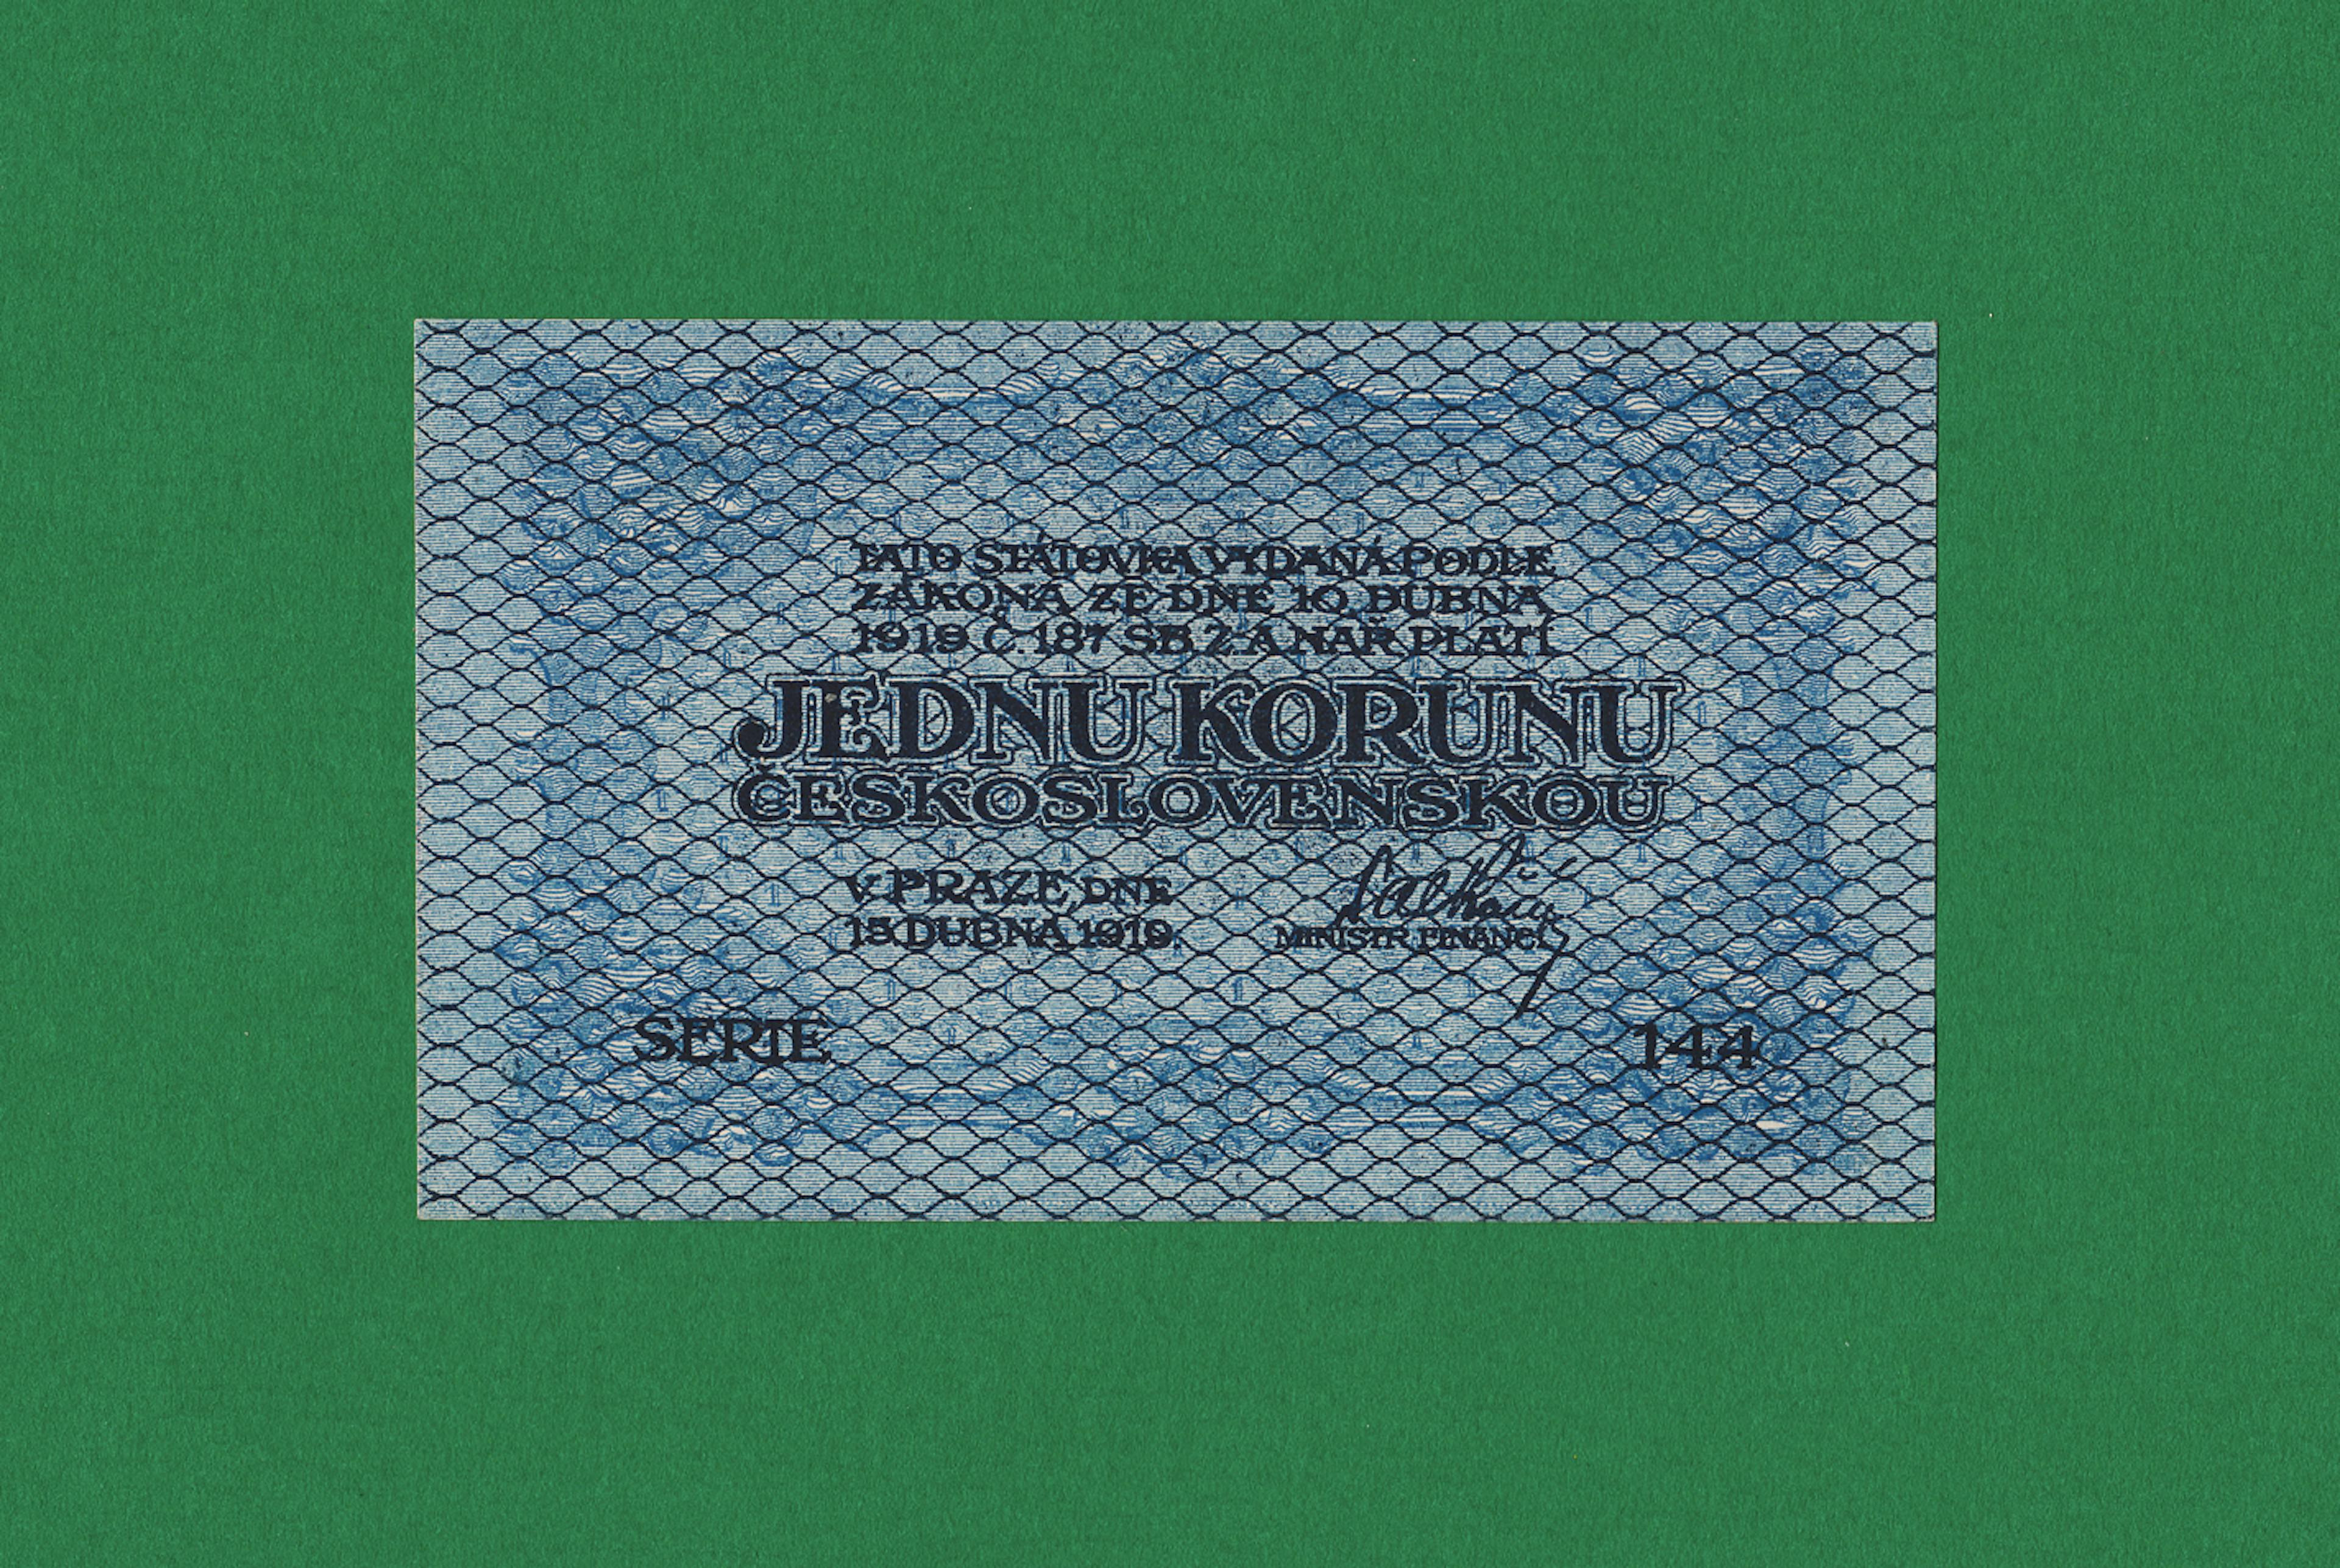 TATO STÁTOVKA VYDANÁ PODLE
ZÁKONA ZE DNE 10. DUBNA
1919 Č. 187 SB. Z. A NAŘ. PLATÍ
JEDNU KORUNU
ČESKOSLOVENSKOU
V PRAZE, DNE
15. DUBNA 1919.
MINISTR FINANCÍ
SERIE 144